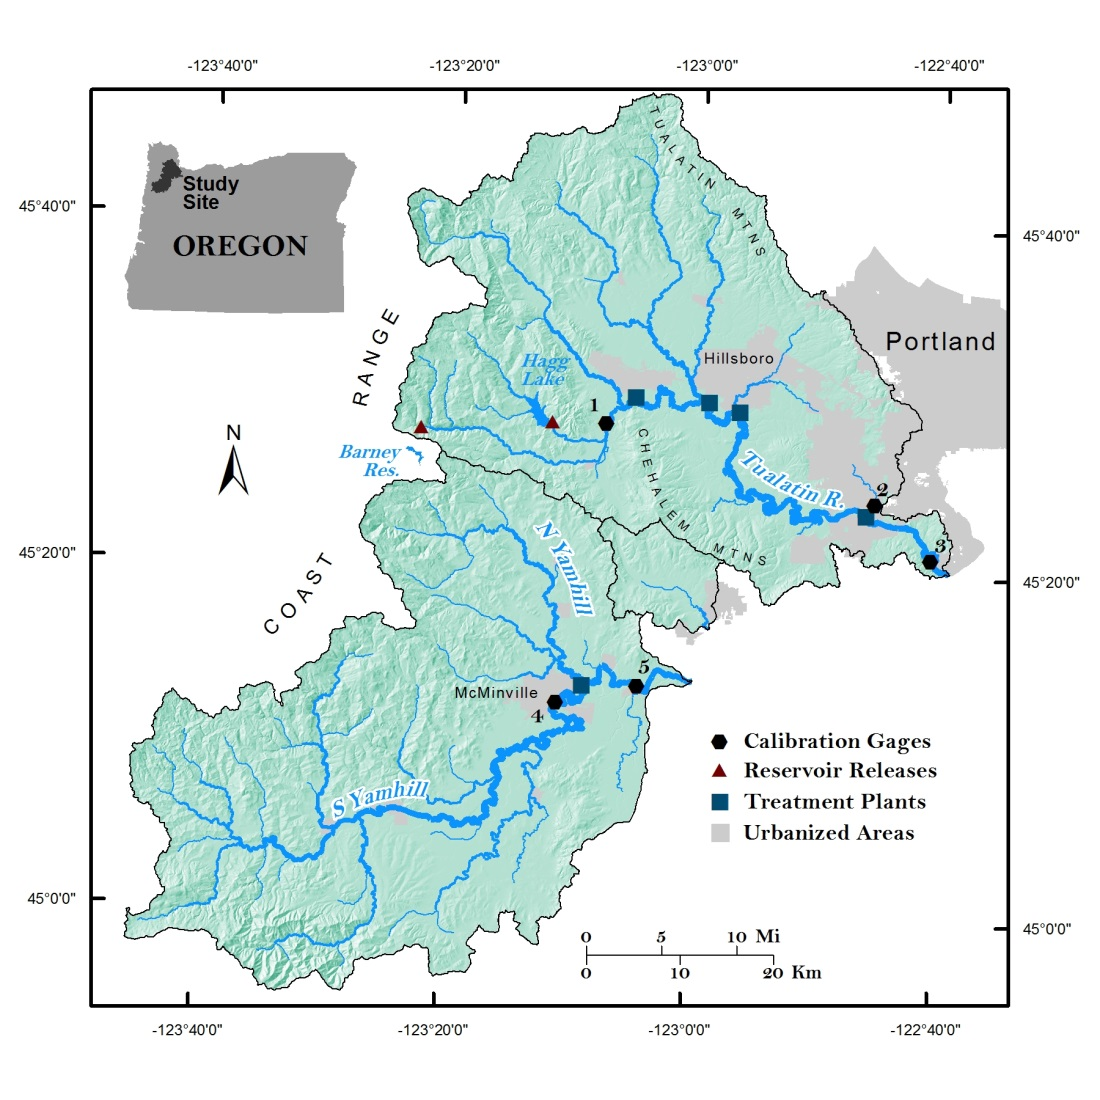 -123°40'0" -123°20'0" -123°0'0" -122°40'0"
TUALATIN MTNS
Study
Site
OREGON
45°40'0"
45°40'0"
Portland
RANGE
Hillsboro
Hagg
Lake
1
N
Barney
Res.
CHEHALEM MTNS
Tualatin R.
2
3
45°20'0"
45°20'0"
N Yamhill
COAST
5
McMinville
4
Calibration Gages
Reservoir Releases
Treatment Plants
Urbanized Areas
S Yamhill
45°0'0"
45°0'0"
0 5 10 Mi
0 10 20 Km
-123°40'0" -123°20'0" -123°0'0" -122°40'0"